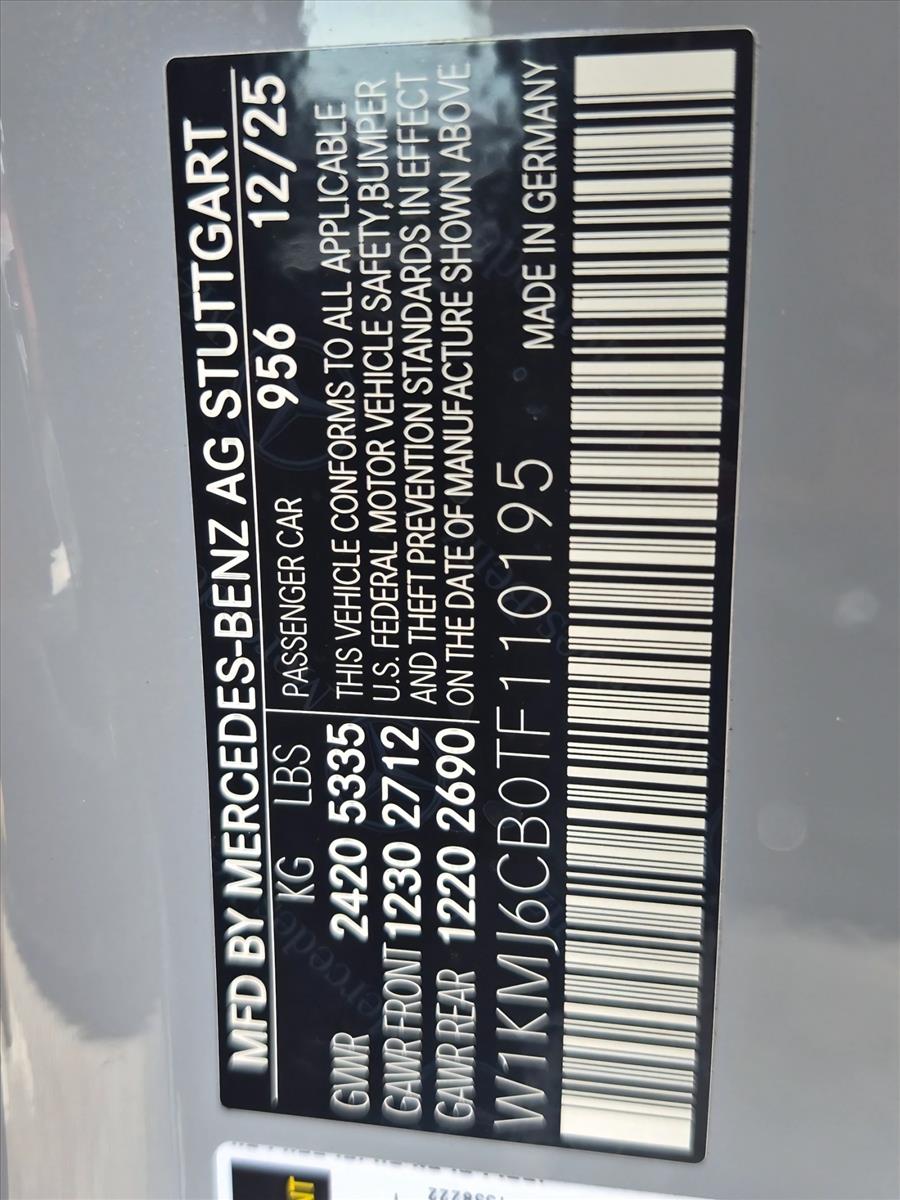 MFD BY MERCEDES-BENZ AG STUTTGART
KG LBS PASSENGER CAR 956 12/25
GVWR 2420 5335 THIS VEHICLE CONFORMS TO ALL APPLICABLE
U.S. FEDERAL MOTOR VEHICLE SAFETY,BUMPER
GAWR FRONT 1230 2712 AND THEFT PREVENTION STANDARDS IN EFFECT
GAWR REAR 1220 2690 ON THE DATE OF MANUFACTURE SHOWN ABOVE
W1KMJ6CB0TF110195 MADE IN GERMANY